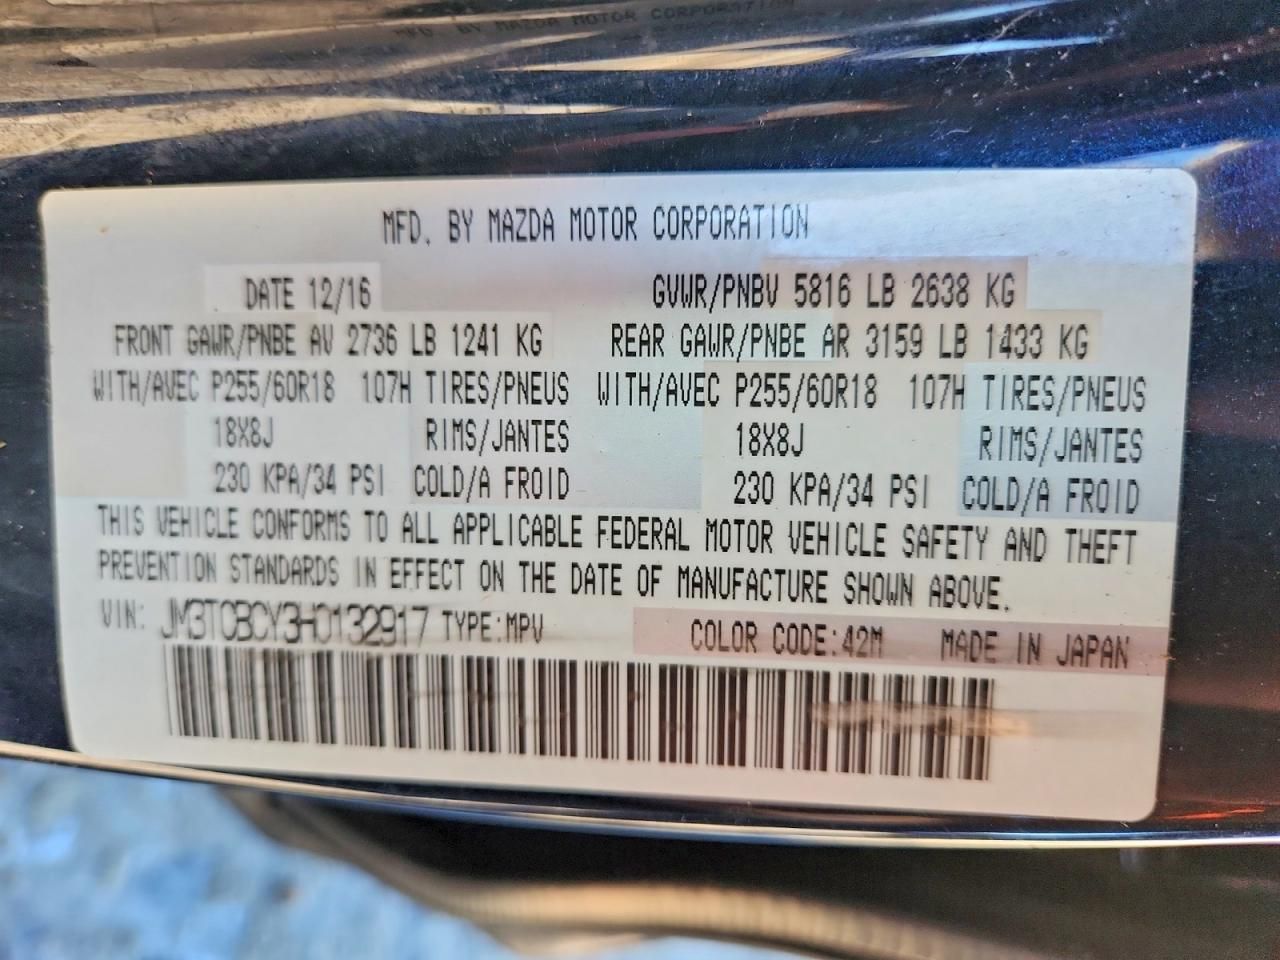 MFD. BY MAZDA MOTOR CORPORATION
MFD. BY MAZDA MOTOR CORPORATION
DATE 12/16 GVWR/PNBV 5816 LB 2638 KG
FRONT GAWR/PNBE AV 2736 LB 1241 KG REAR GAWR/PNBE AR 3159 LB 1433 KG
WITH/AVEC P255/60R18 107H TIRES/PNEUS WITH/AVEC P255/60R18 107H TIRES/PNEUS
18X8J RIMS/JANTES 18X8J RIMS/JANTES
230 KPA/34 PSI COLD/A FROID 230 KPA/34 PSI COLD/A FROID
THIS VEHICLE CONFORMS TO ALL APPLICABLE FEDERAL MOTOR VEHICLE SAFETY AND THEFT
PREVENTION STANDARDS IN EFFECT ON THE DATE OF MANUFACTURE SHOWN ABOVE.
VIN: JM3TCBCY3H0132917 TYPE:MPV COLOR CODE:42M MADE IN JAPAN